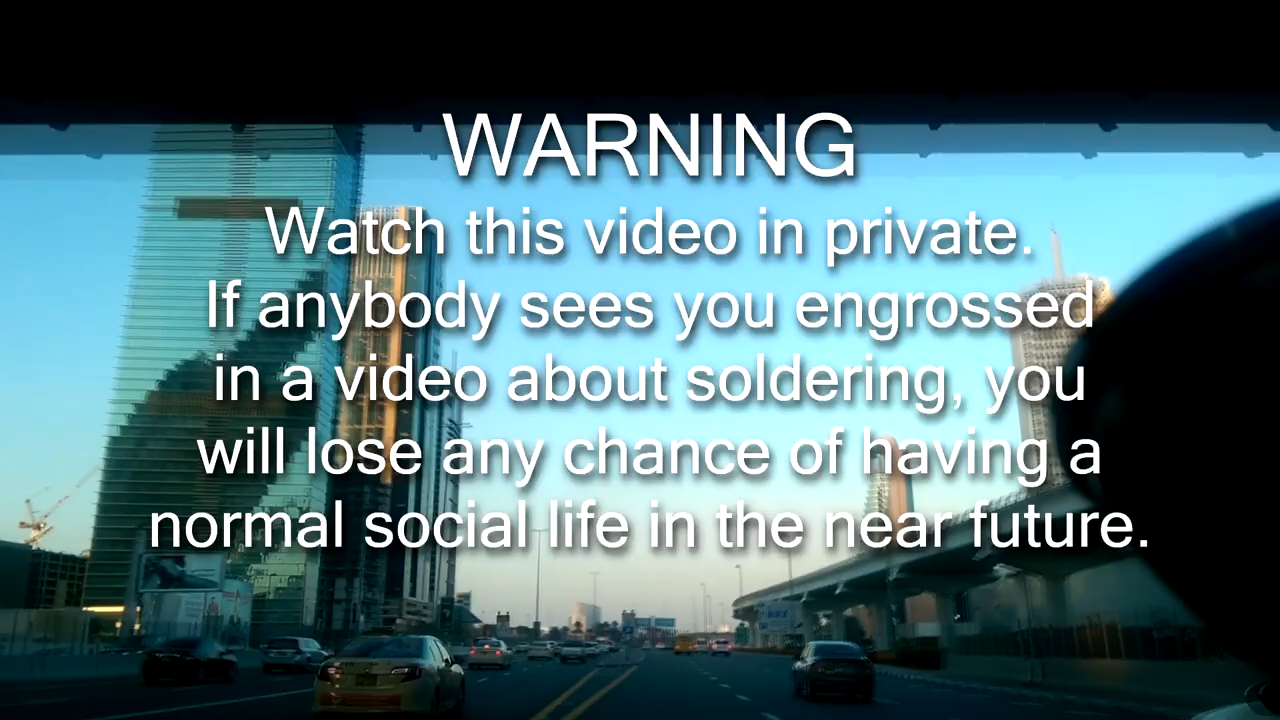 WARNING
Watch this video in private.
If anybody sees you engrossed
in a video about soldering, you
will lose any chance of having a
normal social life in the near future.